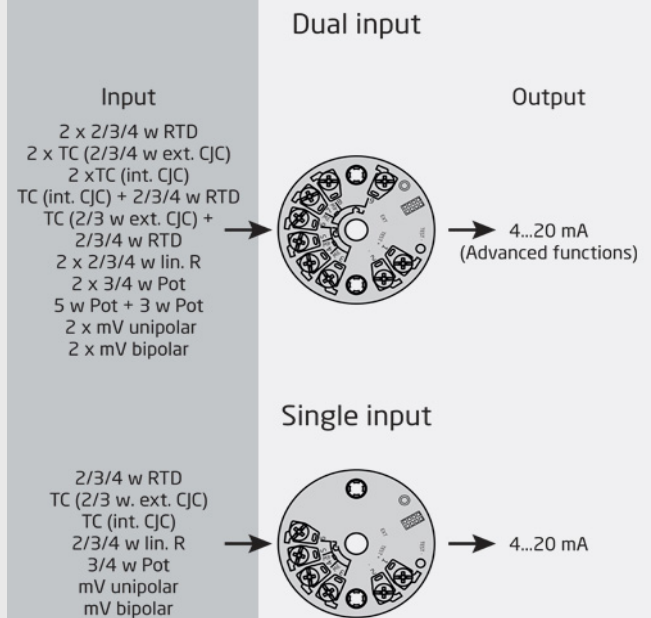 Dual input
Input
Output
2 x 2/3/4 w RTD
2 x TC (2/3/4 w ext. CJC)
2 xTC (int. CJC)
TC (int. CJC) + 2/3/4 w RTD
TC (2/3 w ext. CJC) +
2/3/4 w RTD
2 x 2/3/4 w lin. R
2 x 3/4 w Pot
5 w Pot + 3 w Pot
2 x mV unipolar
2 x mV bipolar
4...20 mA
(Advanced functions)
Single input
2/3/4 w RTD
TC (2/3 w. ext. CJC)
TC (int. CJC)
2/3/4 w lin. R
3/4 w Pot
mV unipolar
mV bipolar
4...20 mA